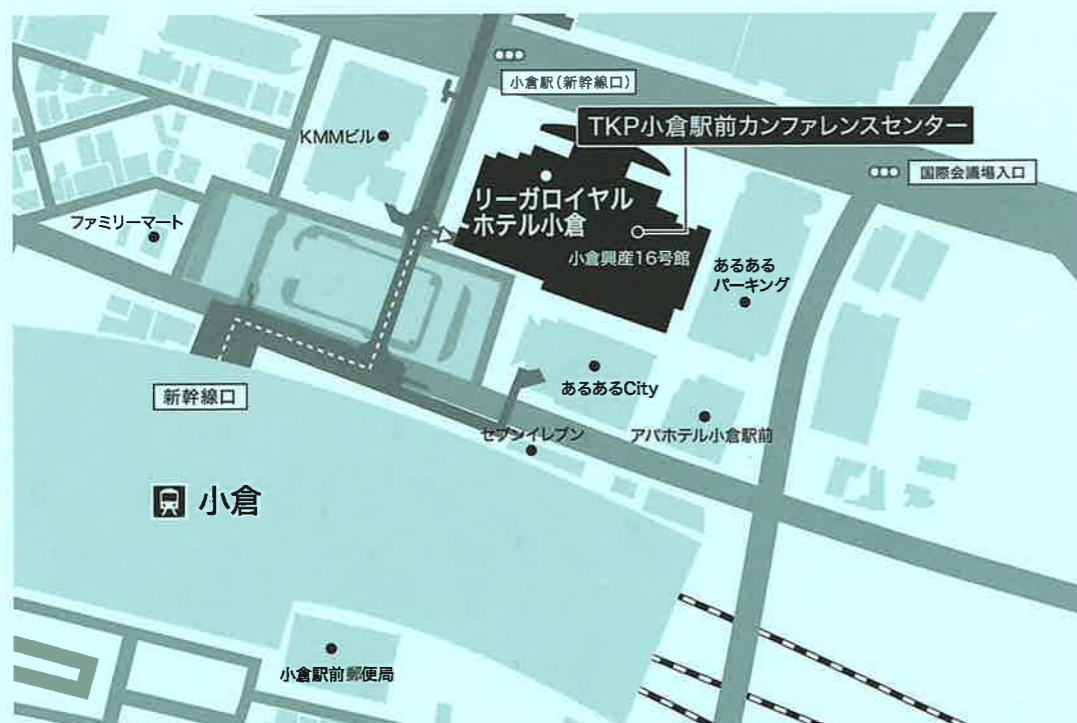 小倉駅(新幹線口)
TKP小倉駅前カンファレンスセンター
KMMビル
国際会議場入口
リーガロイヤル
ホテル小倉
ファミリーマート
小倉興産16号館
あるある
パーキング
新幹線口
あるあるCity
セブンイレブン
アパホテル小倉駅前
小倉
小倉駅前郵便局